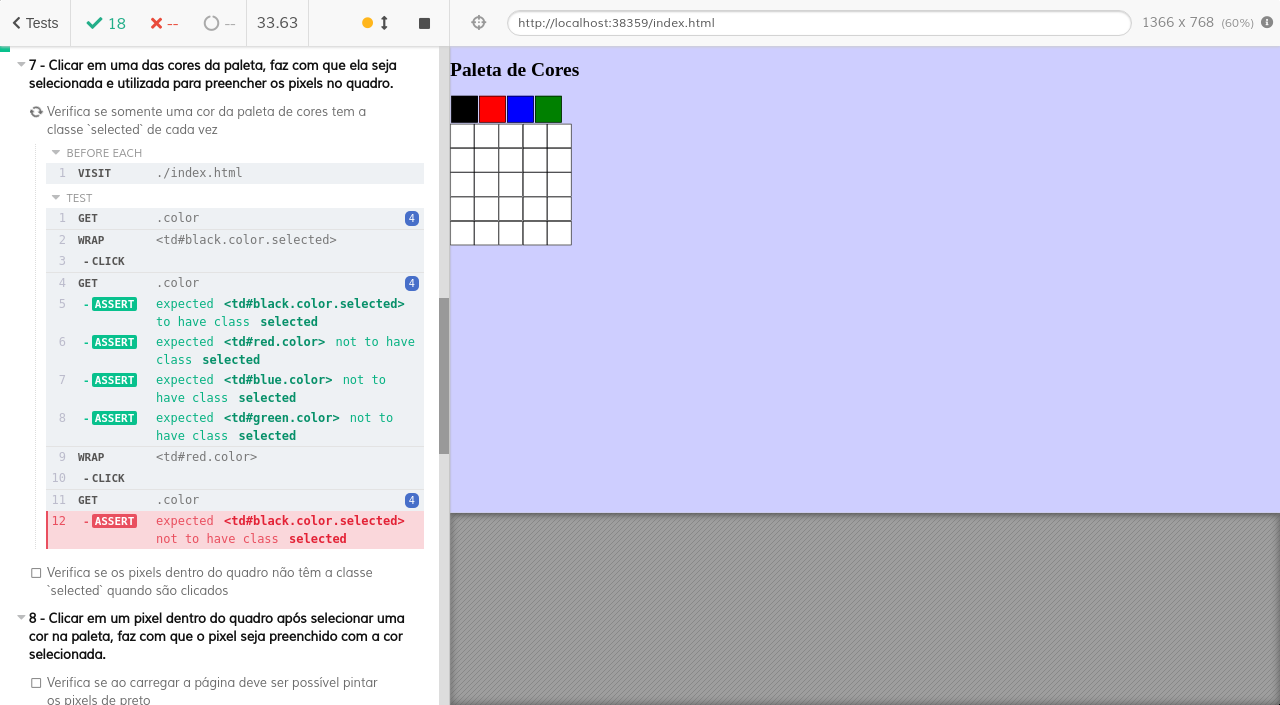 Tests 18 -- -- 33.63
http://localhost:38359/index.html 1366 x 768 (60%)
7 - Clicar em uma das cores da paleta, faz com que ela seja
selecionada e utilizada para preencher os pixels no quadro.
Verifica se somente uma cor da paleta de cores tem a
classe `selected` de cada vez
BEFORE EACH
1 VISIT ./index.html
TEST
1 GET .color 4
2 WRAP <td#black.color.selected>
3 - CLICK
4 GET .color 4
5 - ASSERT expected <td#black.color.selected>
to have class selected
6 - ASSERT expected <td#red.color> not to have
class selected
7 - ASSERT expected <td#blue.color> not to
have class selected
8 - ASSERT expected <td#green.color> not to
have class selected
9 WRAP <td#red.color>
10 - CLICK
11 GET .color 4
12 - ASSERT expected <td#black.color.selected>
not to have class selected
Verifica se os pixels dentro do quadro não têm a classe
`selected` quando são clicados
8 - Clicar em um pixel dentro do quadro após selecionar uma
cor na paleta, faz com que o pixel seja preenchido com a cor
selecionada.
Verifica se ao carregar a página deve ser possível pintar
os pixels de preto
Paleta de Cores